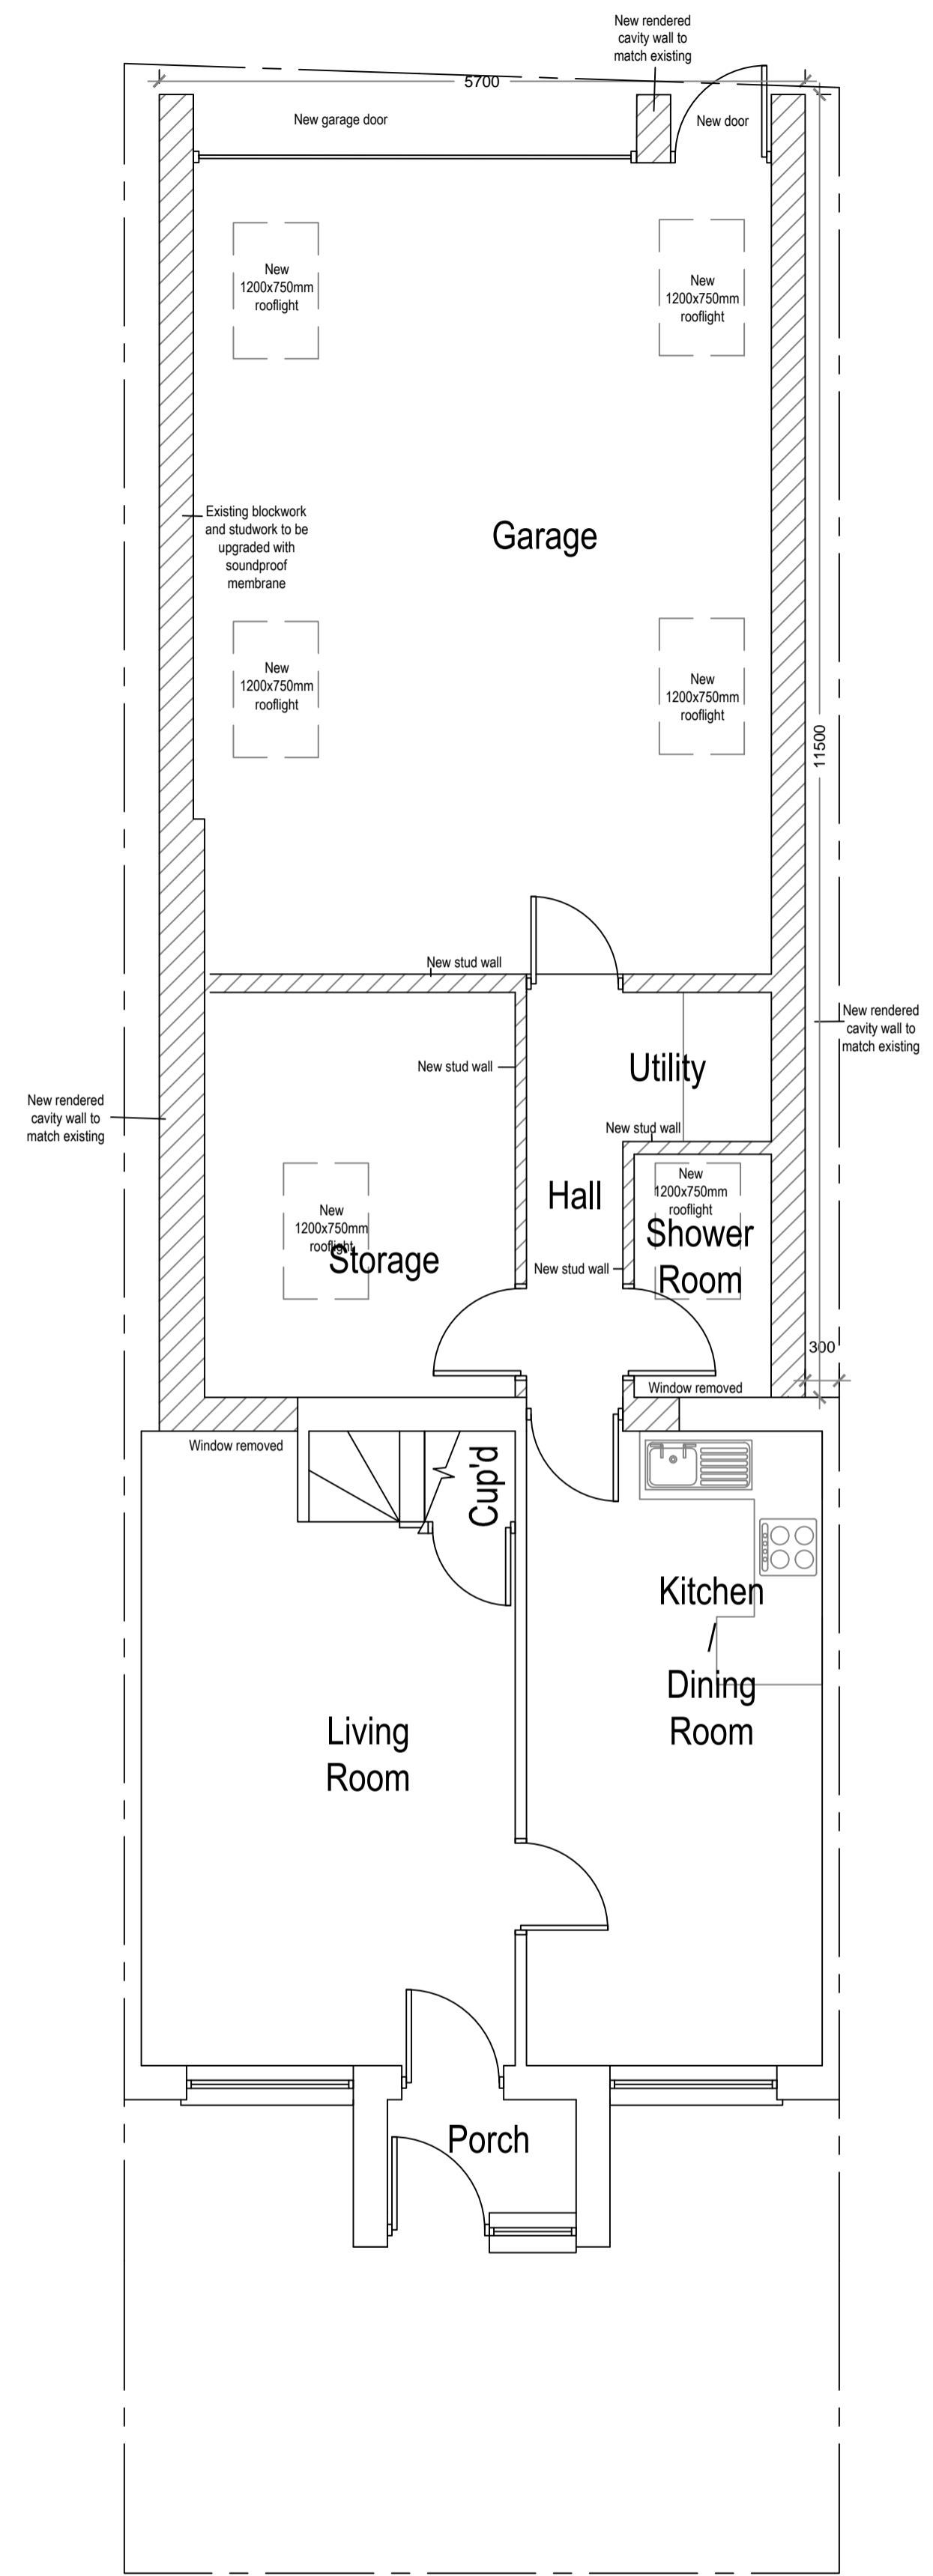 New rendered
cavity wall to
match existing
5700
New garage door
New door
New
1200x750mm
rooflight
New
1200x750mm
rooflight
Existing blockwork
and studwork to be
upgraded with
soundproof
membrane
Garage
New
1200x750mm
rooflight
New
1200x750mm
rooflight
11500
New stud wall
New rendered
cavity wall to
match existing
New stud wall
Utility
New rendered
cavity wall to
match existing
New stud wall
Hall
New
1200x750mm
rooflight
Shower
Room
New
1200x750mm
rooflight
Storage
New stud wall
300
Window removed
Window removed
Cup'd
Kitchen
/
Dining
Room
Living
Room
Porch